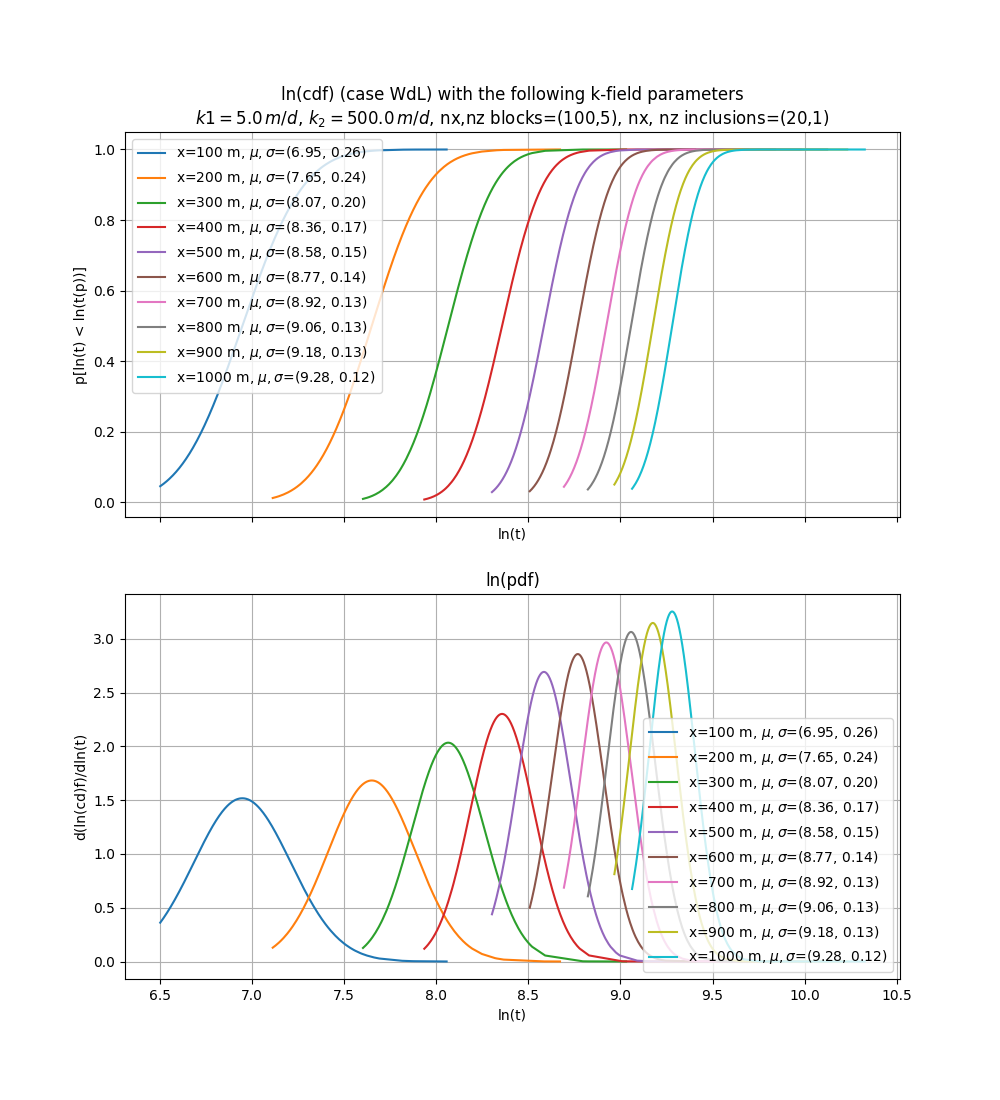 ln(cdf) (case WdL) with the following k-field parameters
k1 = 5.0 m/d, k₂ = 500.0 m/d, nx,nz blocks=(100,5), nx, nz inclusions=(20,1)
p[ln(t) < ln(t(p))]
1.0
0.8
0.6
0.4
0.2
0.0
x=100 m, μ, σ=(6.95, 0.26)
x=200 m, μ, σ=(7.65, 0.24)
x=300 m, μ, σ=(8.07, 0.20)
x=400 m, μ, σ=(8.36, 0.17)
x=500 m, μ, σ=(8.58, 0.15)
x=600 m, μ, σ=(8.77, 0.14)
x=700 m, μ, σ=(8.92, 0.13)
x=800 m, μ, σ=(9.06, 0.13)
x=900 m, μ, σ=(9.18, 0.13)
x=1000 m, μ, σ=(9.28, 0.12)
ln(t)
ln(pdf)
d(ln(cd)f)/dln(t)
3.0
2.5
2.0
1.5
1.0
0.5
0.0
x=100 m, μ, σ=(6.95, 0.26)
x=200 m, μ, σ=(7.65, 0.24)
x=300 m, μ, σ=(8.07, 0.20)
x=400 m, μ, σ=(8.36, 0.17)
x=500 m, μ, σ=(8.58, 0.15)
x=600 m, μ, σ=(8.77, 0.14)
x=700 m, μ, σ=(8.92, 0.13)
x=800 m, μ, σ=(9.06, 0.13)
x=900 m, μ, σ=(9.18, 0.13)
x=1000 m, μ, σ=(9.28, 0.12)
6.5 7.0 7.5 8.0 8.5 9.0 9.5 10.0 10.5
ln(t)